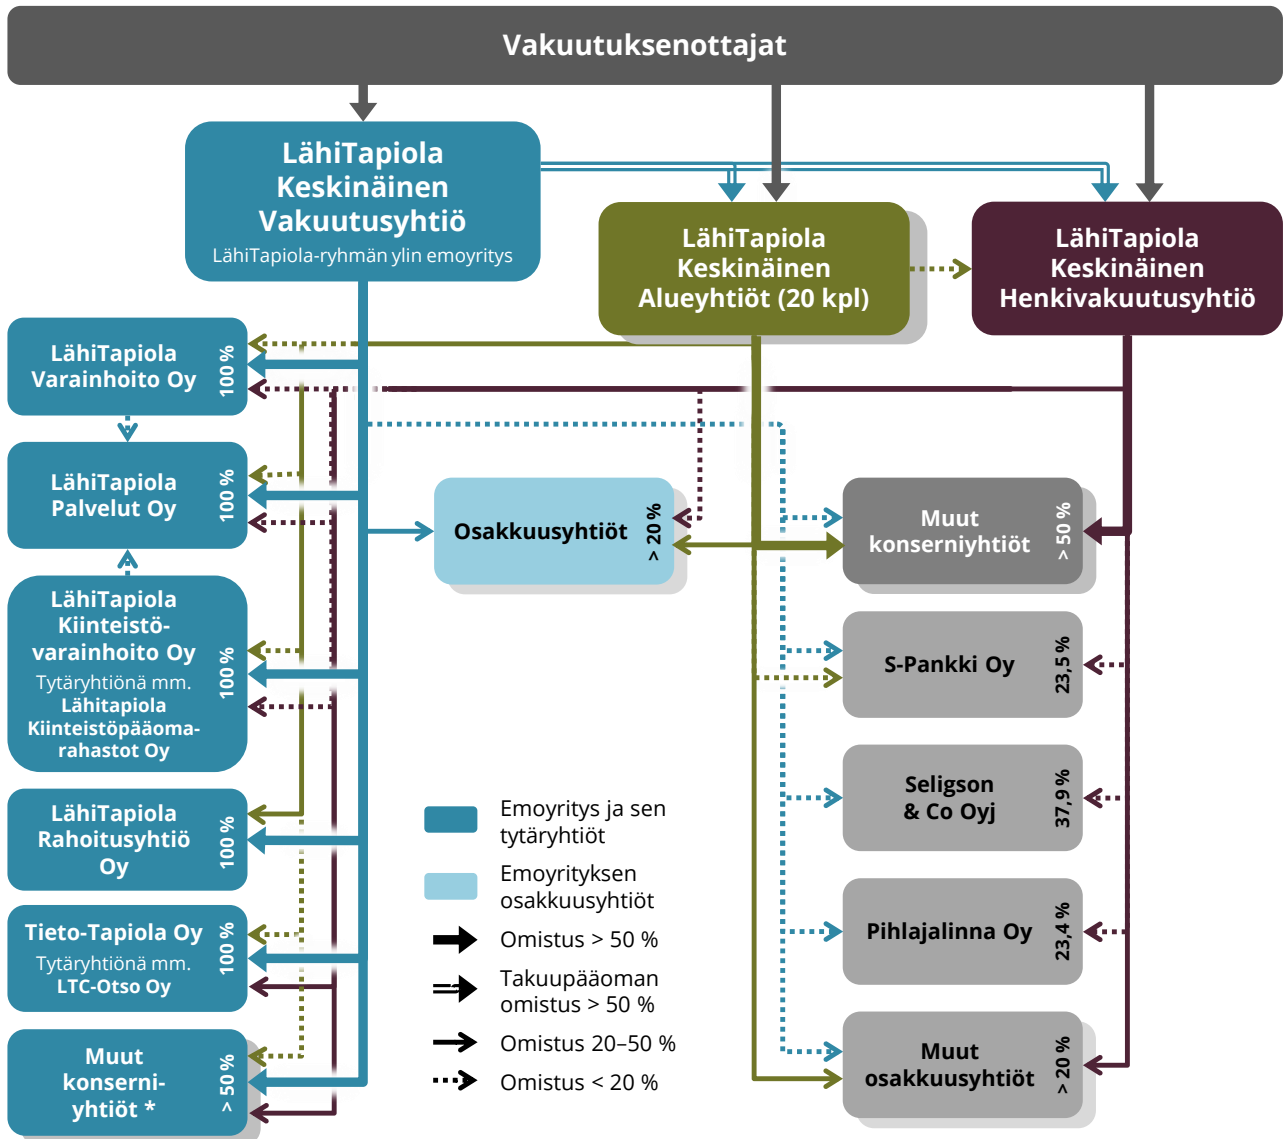 Vakuutuksenottajat
LähiTapiola
Keskinäinen
Vakuutusyhtiö
LähiTapiola-ryhmän ylin emoyritys
LähiTapiola
Keskinäinen
Alueyhtiöt (20 kpl)
LähiTapiola
Keskinäinen
Henkivakuutusyhtiö
LähiTapiola
Varainhoito Oy
100 %
LähiTapiola
Palvelut Oy
100 %
LähiTapiola
Kiinteistö-
varainhoito Oy
Tytäryhtiönä mm.
Lähitapiola
Kiinteistöpääoma-
rahastot Oy
100 %
LähiTapiola
Rahoitusyhtiö
Oy
100 %
Tieto-Tapiola Oy
Tytäryhtiönä mm.
LTC-Otso Oy
100 %
Muut
konserni-
yhtiöt *
> 50 %
Osakkuusyhtiöt
> 20 %
Muut
konserniyhtiöt
> 50 %
S-Pankki Oy
23,5 %
Seligson
& Co Oyj
37,9 %
Pihlajalinna Oy
23,4 %
Muut
osakkuusyhtiöt
> 20 %
Emoyritys ja sen
tytäryhtiöt
Emoyrityksen
osakkuusyhtiöt
Omistus > 50 %
Takuupääoman
omistus > 50 %
Omistus 20–50 %
Omistus < 20 %